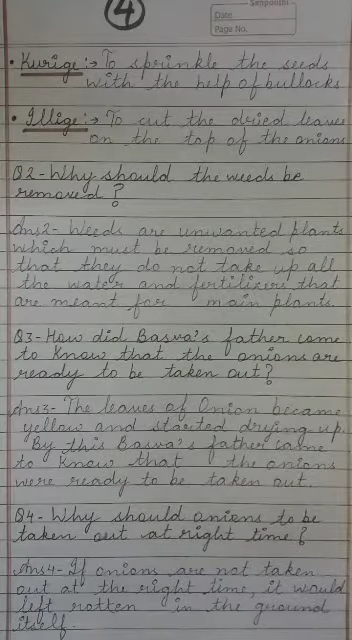 4
Sanpurthi
Date
Page No.
• Kurige :→ To sprinkle the seeds
with the help of bullocks
• Illige :→ To cut the dried leaves
on the top of the onions
Q2 - Why should the weeds be
removed ?
Ans2 - Weeds are unwanted plants
which must be removed so
that they do not take up all
the water and fertilizers that
are meant for main plants.
Q3 - How did Basva's father come
to know that the onions are
ready to be taken out?
Ans3 - The leaves of Onion became
yellow and started drying up.
By this Basva's father came
to know that the onions
were ready to be taken out.
Q4 - Why should onions to be
taken out at right time ?
Ans4 - If onions are not taken
out at the right time, it would
left rotten in the ground
itself.